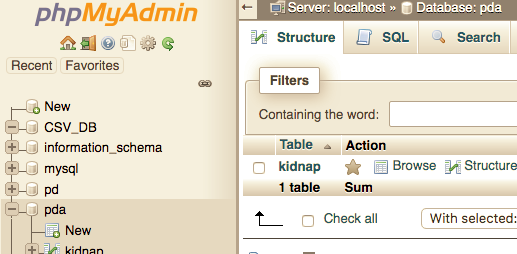 phpMyAdmin
Recent Favorites
New
CSV_DB
information_schema
mysql
pd
pda
New
kidnap
Server: localhost » Database: pda
Structure SQL Search
Filters
Containing the word:
Table Action
kidnap Browse Structure
1 table Sum
Check all With selected: